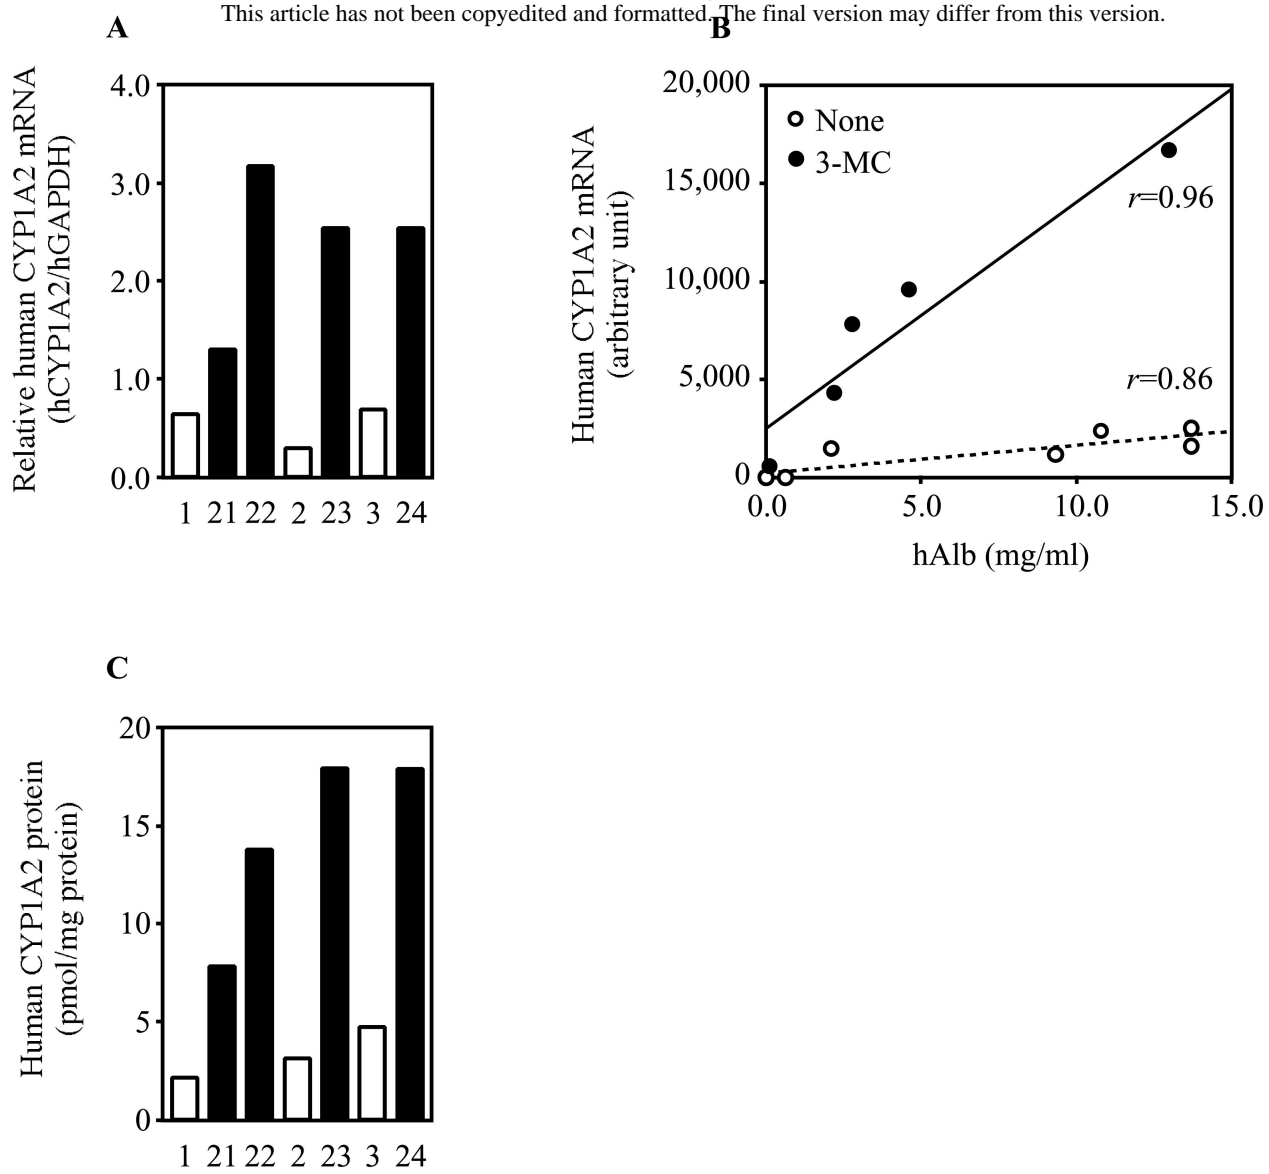 This article has not been copyedited and formatted. The final version may differ from this version.
A
Relative human CYP1A2 mRNA
(hCYP1A2/hGAPDH)
4.0
3.0
2.0
1.0
0.0
1 21 22 2 23 3 24
B
Human CYP1A2 mRNA
(arbitrary unit)
20,000
15,000
10,000
5,000
0
None
3-MC
r=0.96
r=0.86
0.0 5.0 10.0 15.0
hAlb (mg/ml)
C
Human CYP1A2 protein
(pmol/mg protein)
20
15
10
5
0
1 21 22 2 23 3 24